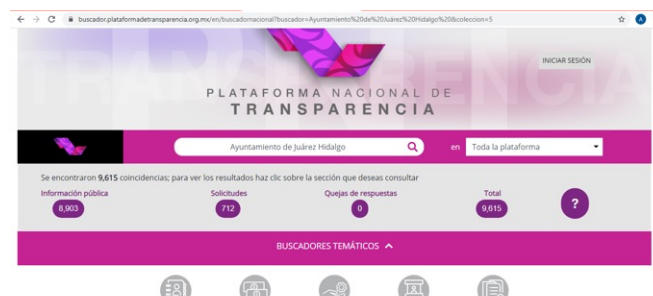 buscador.plataformadetransparencia.org.mx/en/buscadornacional?buscador=Ayuntamiento%20de%20Juárez%20Hidalgo%20&coleccion=5
A
TRANSPARENCIA
INICIAR SESIÓN
PLATAFORMA NACIONAL DE
TRANSPARENCIA
Ayuntamiento de Juárez Hidalgo
en
Toda la plataforma
Se encontraron 9,615 coincidencias; para ver los resultados haz clic sobre la sección que deseas consultar
Información pública Solicitudes Quejas de respuestas Total
8,903 712 0 9,615 ?
BUSCADORES TEMÁTICOS